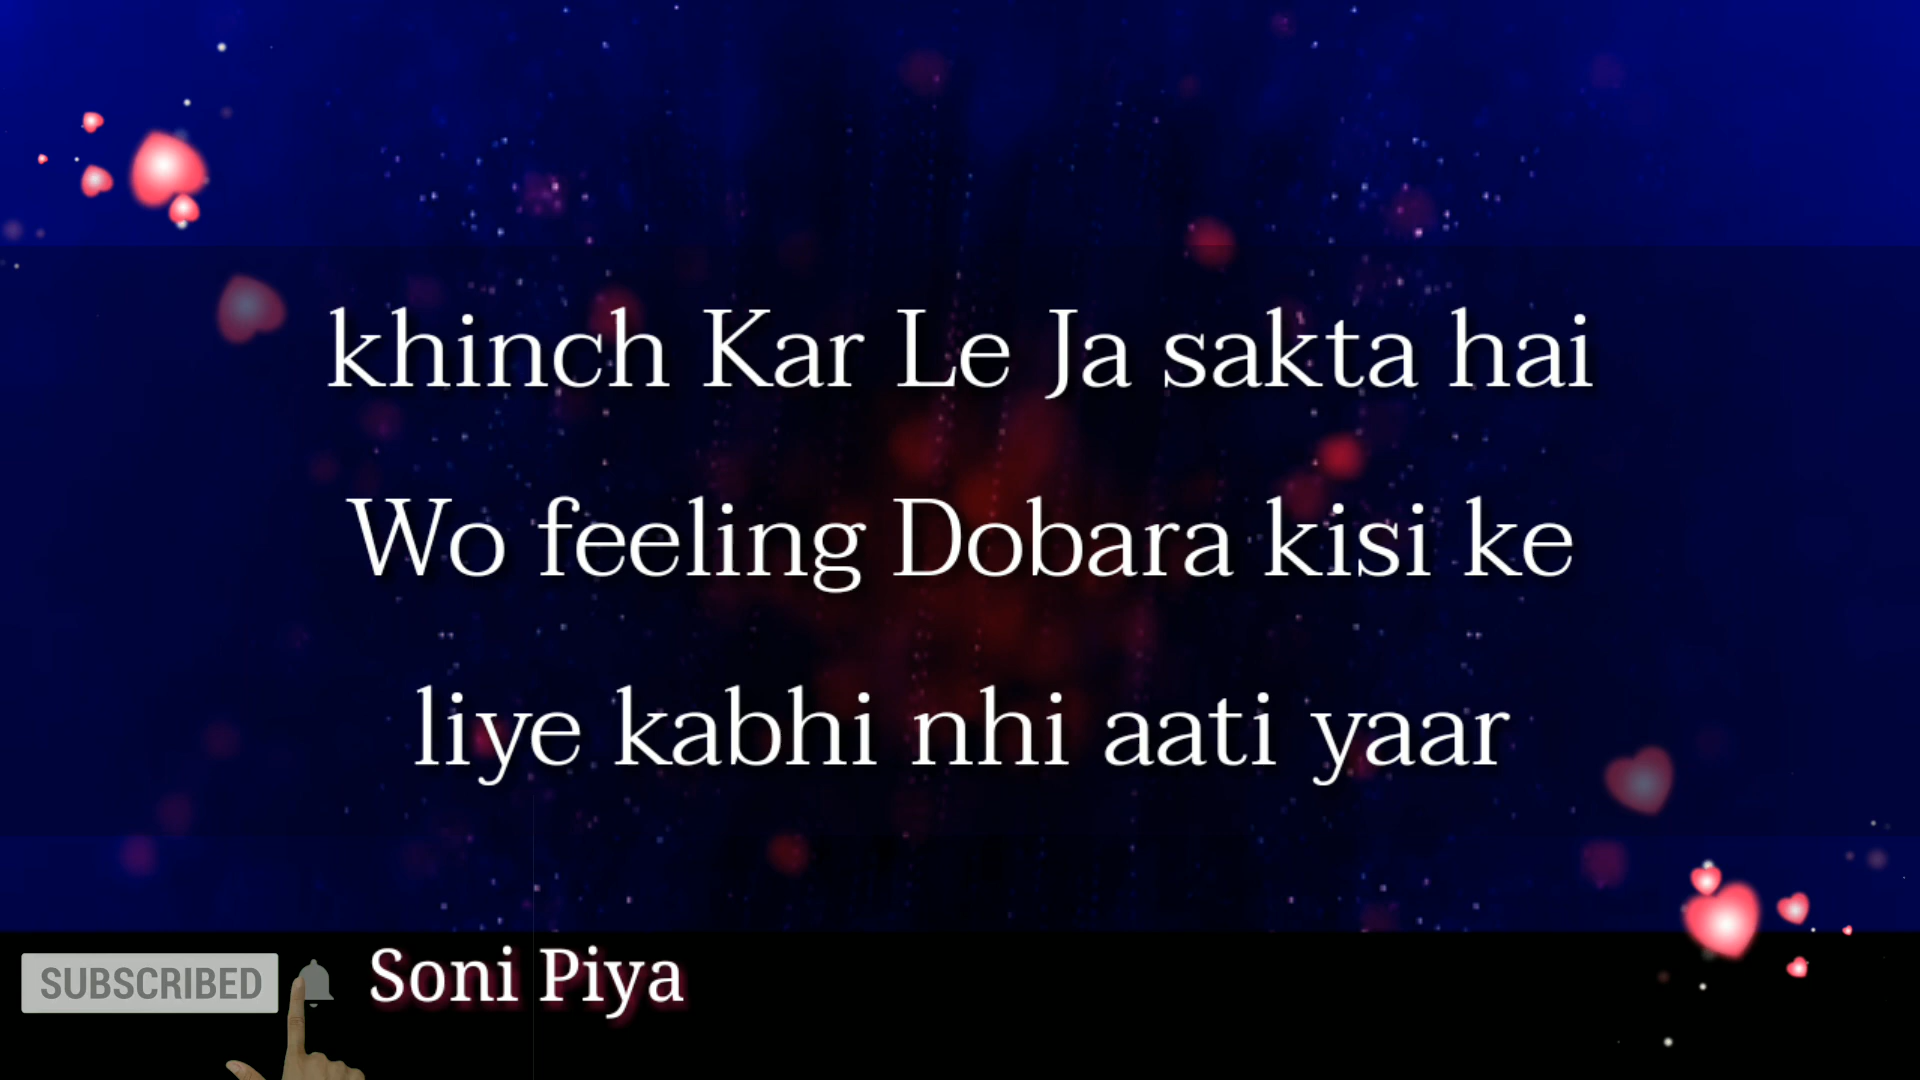 khinch Kar Le Ja sakta hai
Wo feeling Dobara kisi ke
liye kabhi nhi aati yaar
SUBSCRIBED
Soni Piya